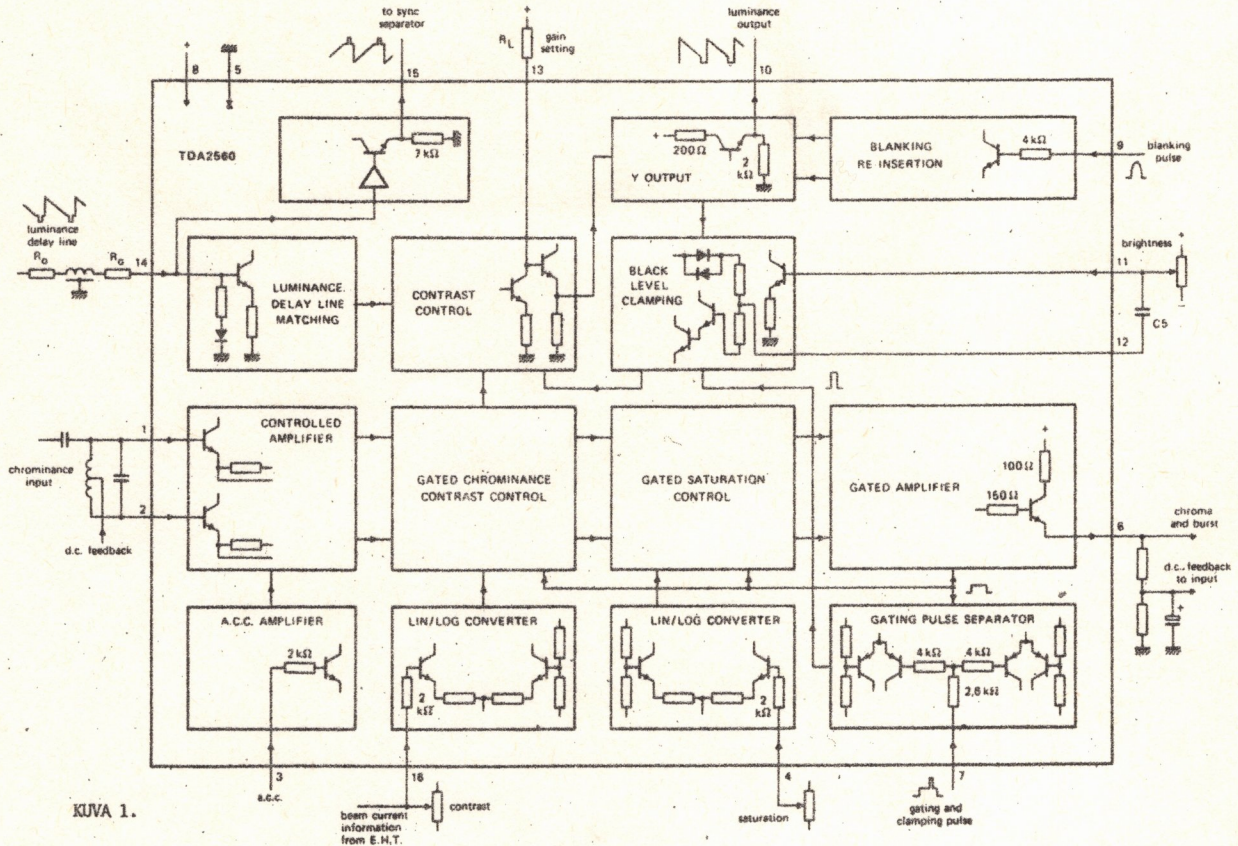 to sync
separator
+
RL
gain
setting
luminance
output
+
8
5
15
13
10
TDA2560
7 kΩ
+
200 Ω
2
kΩ
Y OUTPUT
BLANKING
RE INSERTION
4 kΩ
9
blanking
pulse
luminance
delay line
RO
RG
14
LUMINANCE
DELAY LINE
MATCHING
CONTRAST
CONTROL
BLACK
LEVEL
CLAMPING
brightness
+
11
C5
12
1
chrominance
input
2
d.c. feedback
CONTROLLED
AMPLIFIER
GATED CHROMINANCE
CONTRAST CONTROL
GATED SATURATION
CONTROL
GATED AMPLIFIER
+
100 Ω
150 Ω
6
chroma
and burst
d.c. feedback
to input
+
A.C.C. AMPLIFIER
2 kΩ
LIN/LOG CONVERTER
2
kΩ
LIN/LOG CONVERTER
2
kΩ
GATING PULSE SEPARATOR
4 kΩ
4 kΩ
2,6 kΩ
3
a.c.c.
16
beam current
information
from E.H.T.
contrast
4
saturation
7
gating and
clamping pulse
KUVA 1.